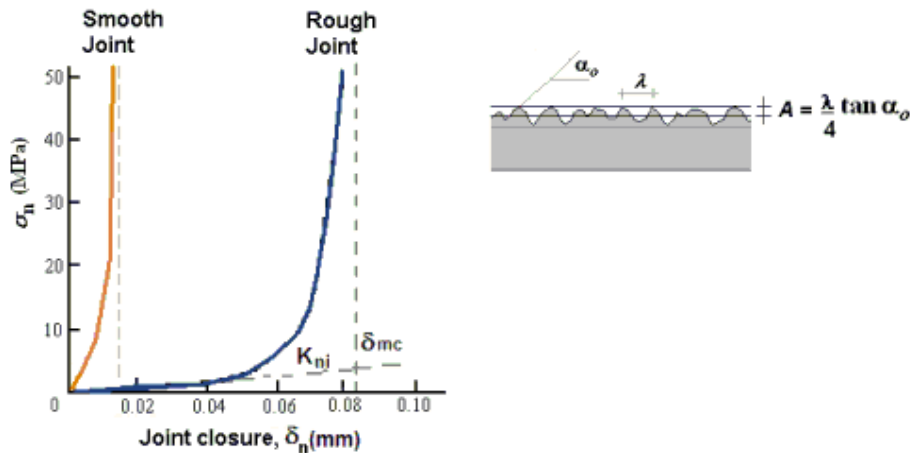 Smooth
Joint
Rough
Joint
50
40
30
20
10
0
σn (MPa)
Kni
δmc
0.02
0.04
0.06
0.08
0.10
Joint closure, δn(mm)
αo
λ
A = λ/4 tan αo